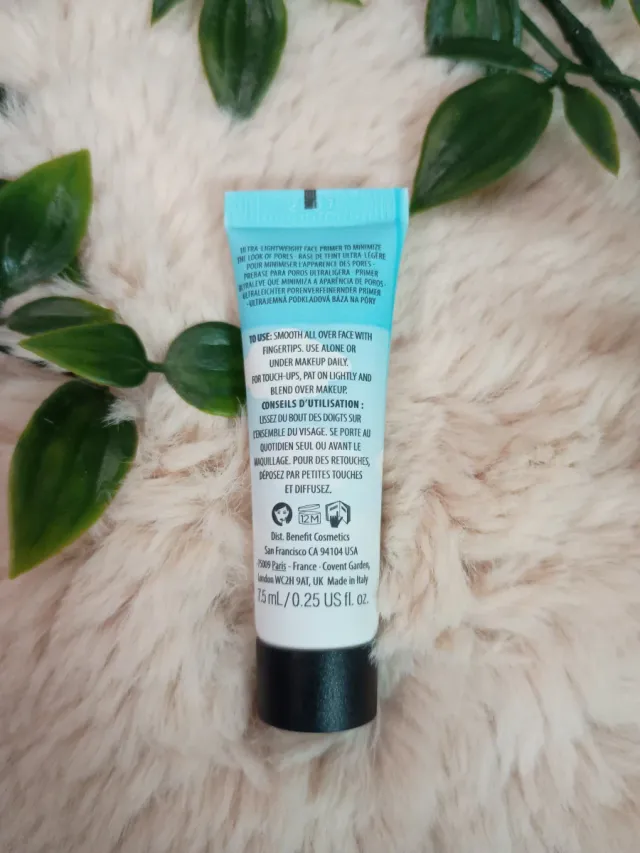 ULTRA-LIGHTWEIGHT FACE PRIMER TO MINIMIZE
THE LOOK OF PORES · BASE DE TEINT ULTRA-LÉGÈRE
POUR MINIMISER L'APPARENCE DES PORES ·
PREBASE PARA POROS ULTRALIGERA · PRIMER
ULTRALEVE QUE MINIMIZA A APARÊNCIA DE POROS ·
ULTRALEICHTER PORENVERFEINERNDER PRIMER
· ULTRAJEMNÁ PODKLADOVÁ BÁZA NA PÓRY
TO USE: SMOOTH ALL OVER FACE WITH
FINGERTIPS. USE ALONE OR
UNDER MAKEUP DAILY.
FOR TOUCH-UPS, PAT ON LIGHTLY AND
BLEND OVER MAKEUP.
CONSEILS D'UTILISATION :
LISSEZ DU BOUT DES DOIGTS SUR
L'ENSEMBLE DU VISAGE. SE PORTE AU
QUOTIDIEN SEUL OU AVANT LE
MAQUILLAGE. POUR DES RETOUCHES,
DÉPOSEZ PAR PETITES TOUCHES
ET DIFFUSEZ.
12M
Dist. Benefit Cosmetics
San Francisco CA 94104 USA
·75009 Paris - France · Covent Garden,
London WC2H 9AT, UK Made in Italy
7.5 mL/0.25 US fl. oz.